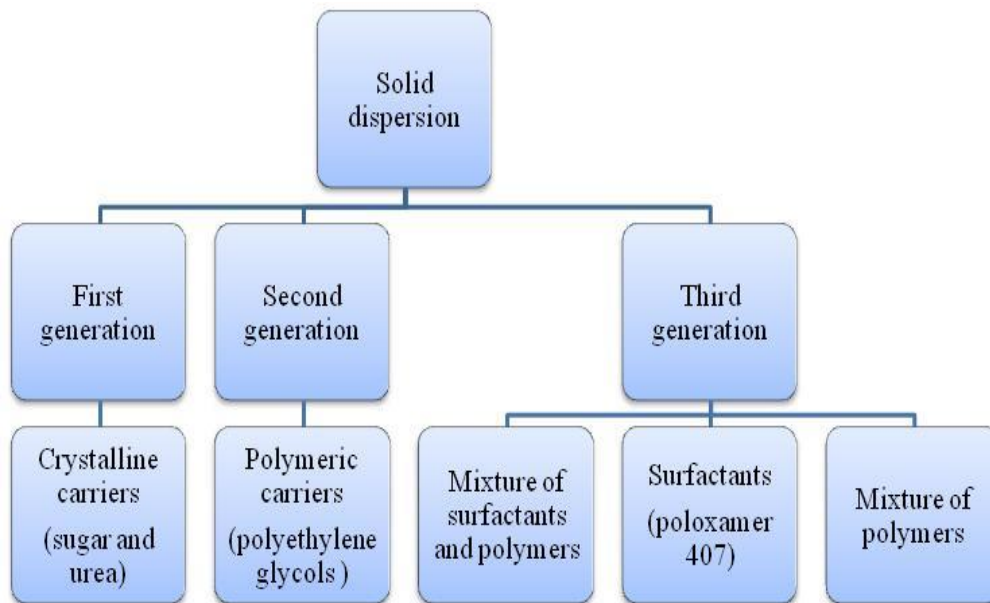 Solid
dispersion
First
generation
Second
generation
Third
generation
Crystalline
carriers
(sugar and
urea)
Polymeric
carriers
(polyethylene
glycols )
Mixture of
surfactants
and polymers
Surfactants
(poloxamer
407)
Mixture of
polymers